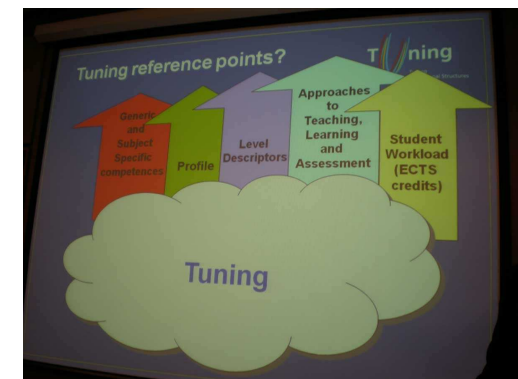 Tuning reference points?
Tuning
Structures
Generic
and
Subject
Specific
competences
Profile
Level
Descriptors
Approaches
to
Teaching,
Learning
and
Assessment
Student
Workload
(ECTS
credits)
Tuning